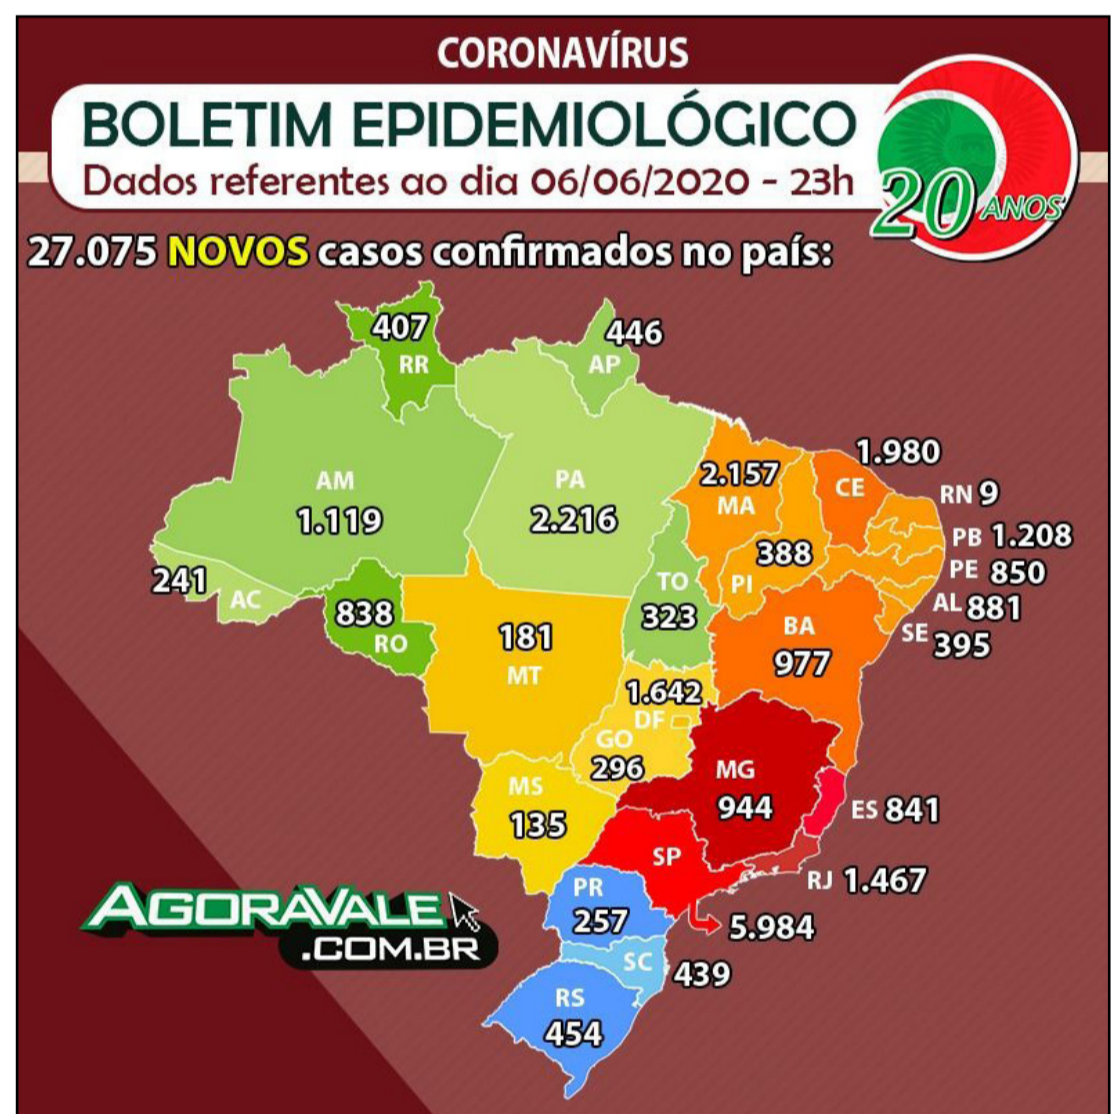 CORONAVÍRUS
BOLETIM EPIDEMIOLÓGICO
Dados referentes ao dia 06/06/2020 - 23h
20 ANOS
27.075 NOVOS casos confirmados no país:
407
RR
446
AP
AM
1.119
PA
2.216
2.157
MA
1.980
CE
RN 9
PB 1.208
PE 850
AL 881
SE 395
388
PI
241
AC
838
RO
TO
323
181
MT
BA
977
1.642
DF
GO
296
MS
135
MG
944
ES 841
SP
5.984
RJ 1.467
PR
257
SC
439
RS
454
AGORAVALE
.COM.BR